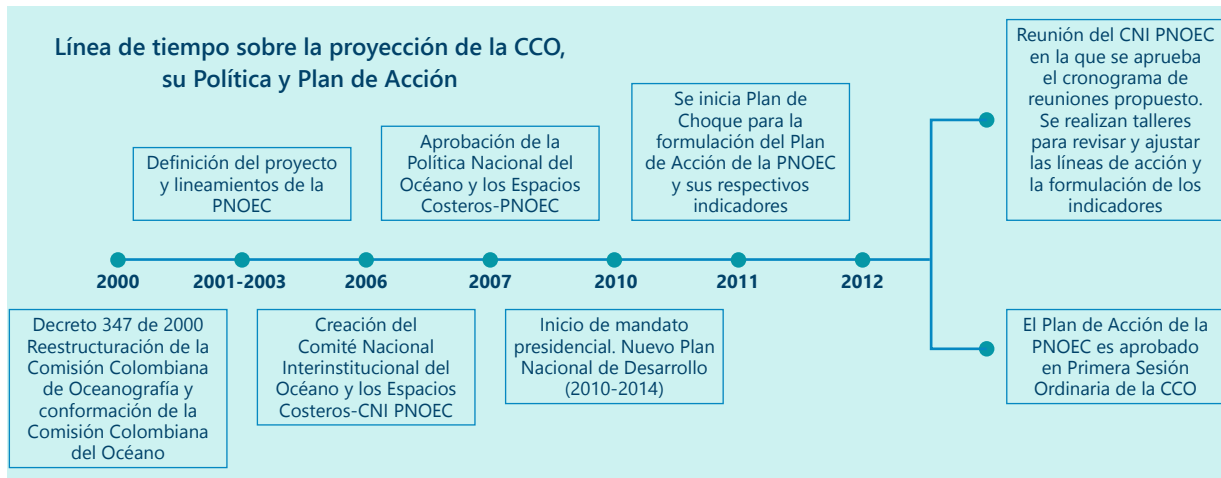 Línea de tiempo sobre la proyección de la CCO,
su Política y Plan de Acción
Definición del proyecto
y lineamientos de la
PNOEC
Aprobación de la
Política Nacional del
Océano y los Espacios
Costeros-PNOEC
Se inicia Plan de
Choque para la
formulación del Plan
de Acción de la PNOEC
y sus respectivos
indicadores
Reunión del CNI PNOEC
en la que se aprueba
el cronograma de
reuniones propuesto.
Se realizan talleres
para revisar y ajustar
las líneas de acción y
la formulación de los
indicadores
2000
2001-2003
2006
2007
2010
2011
2012
Decreto 347 de 2000
Reestructuración de la
Comisión Colombiana
de Oceanografía y
conformación de la
Comisión Colombiana
del Océano
Creación del
Comité Nacional
Interinstitucional del
Océano y los Espacios
Costeros-CNI PNOEC
Inicio de mandato
presidencial. Nuevo Plan
Nacional de Desarrollo
(2010-2014)
El Plan de Acción de la
PNOEC es aprobado
en Primera Sesión
Ordinaria de la CCO